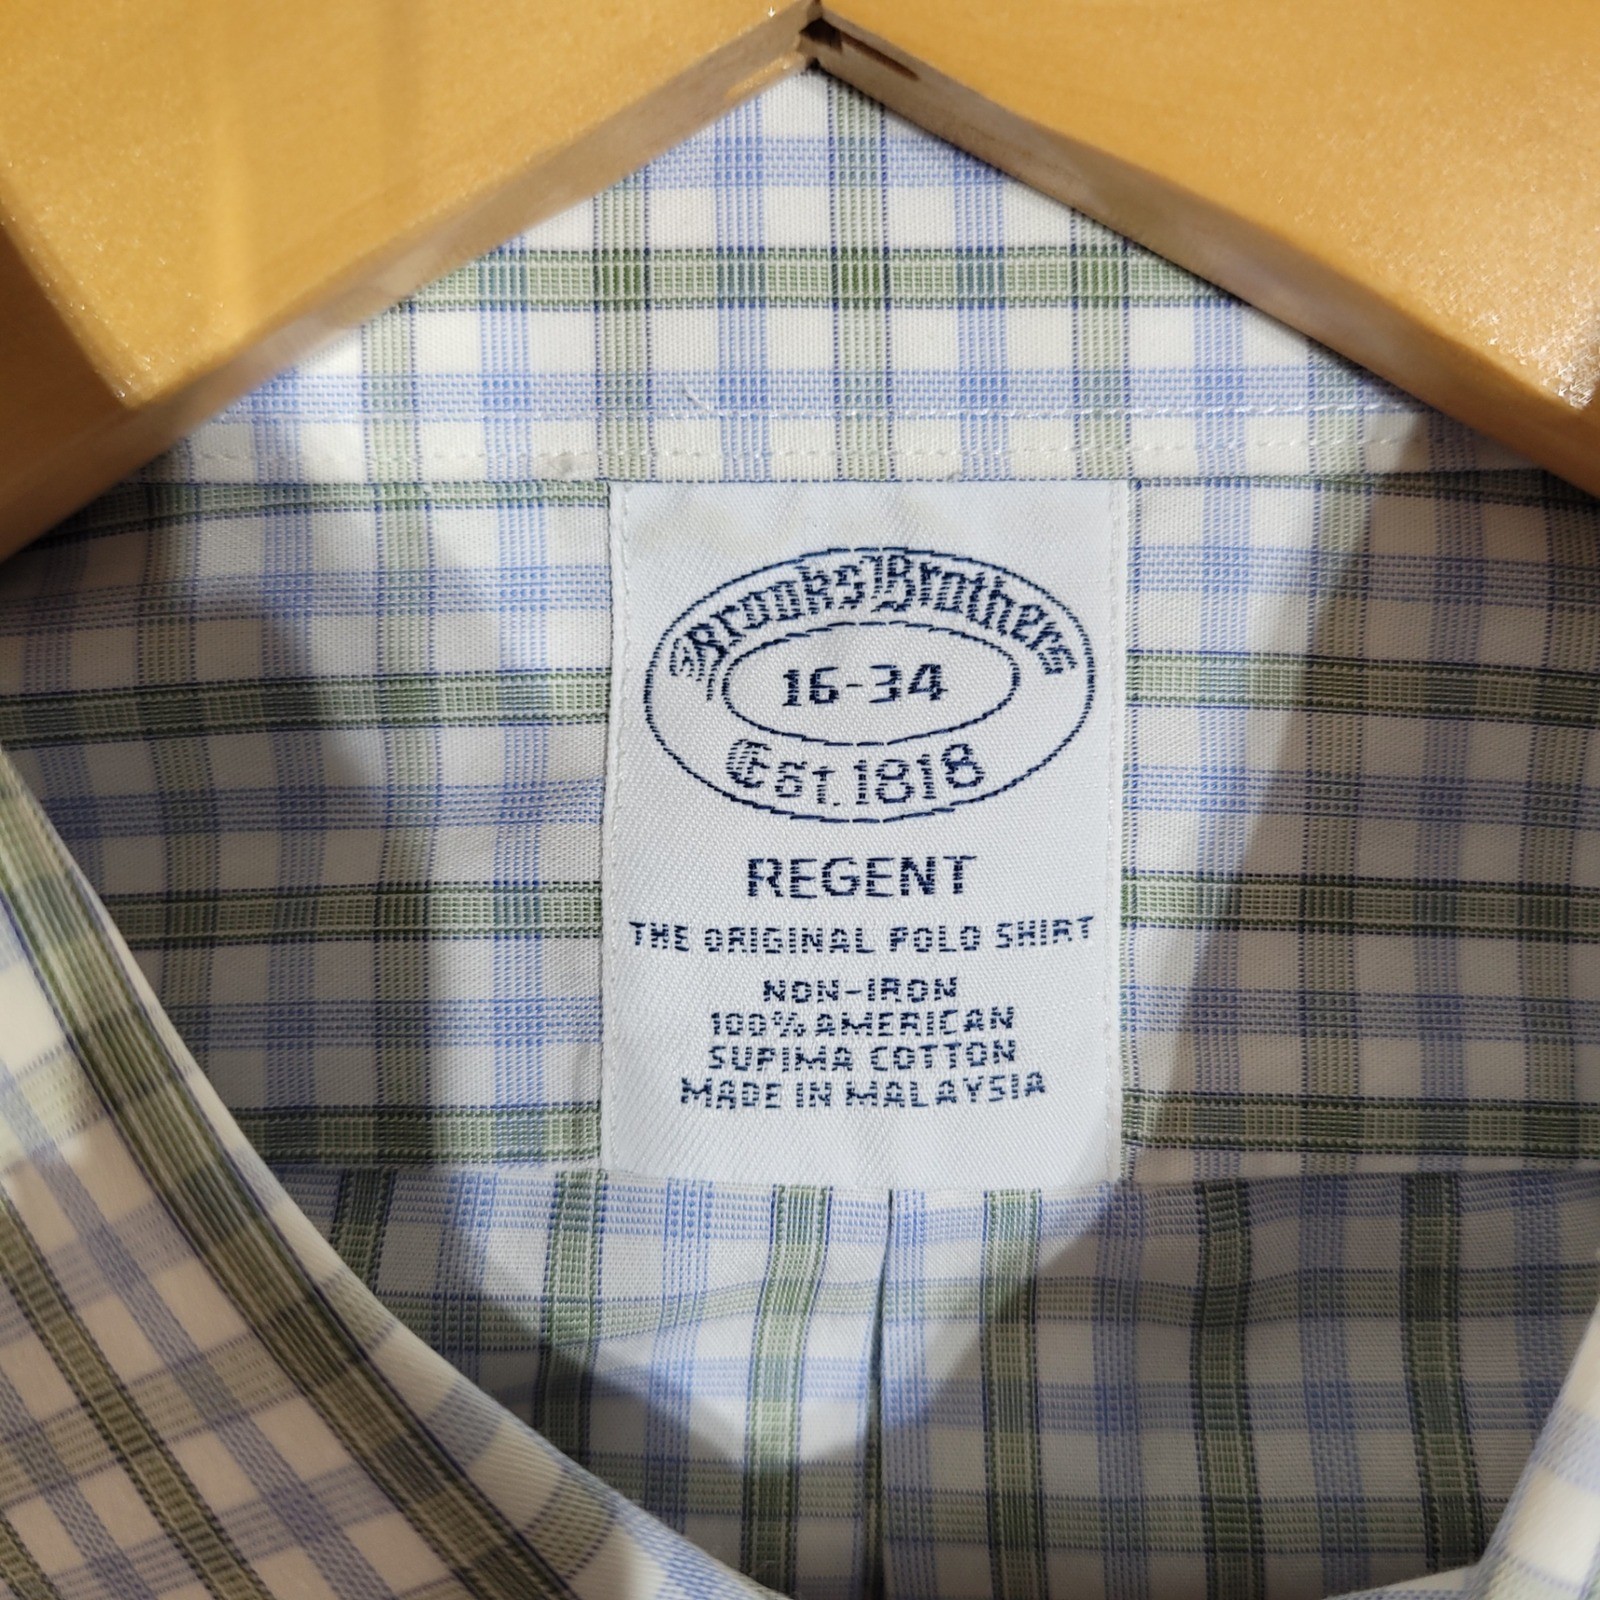 Brooks Brothers
16-34
Est. 1818
REGENT
THE ORIGINAL POLO SHIRT
NON-IRON
100% AMERICAN
SUPIMA COTTON
MADE IN MALAYSIA